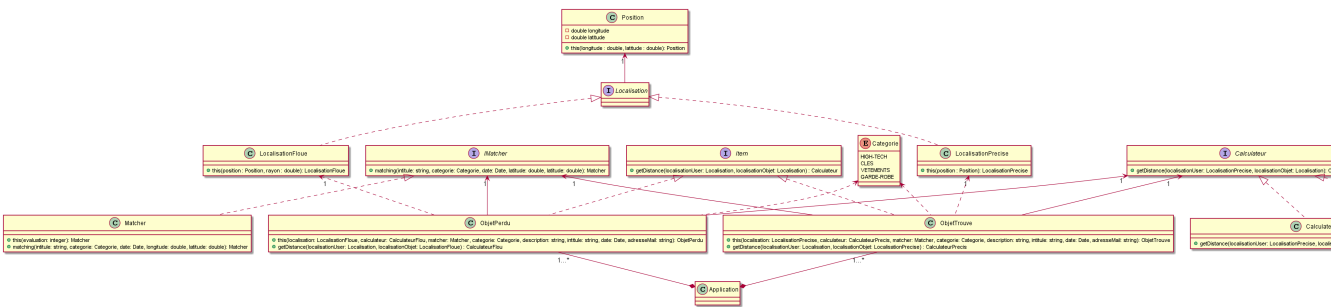 C Position
double longitude
double latitude
this(longitude : double, latitude : double): Position
1
I Localisation
C LocalisationFloue
this(position : Position, rayon : double): LocalisationFloue
I IMatcher
matching(intitule: string, categorie: Categorie, date: Date, latitude: double, latitude: double): Matcher
I Item
getDistance(localisationUser: Localisation, localisationObjet: Localisation) : Calculateur
E Categorie
HIGH-TECH
CLES
VETEMENTS
GARDE-ROBE
C LocalisationPrecise
this(position : Position): LocalisationPrecise
I Calculateur
getDistance(localisationUser: LocalisationPrecise, localisationObjet: Localisation): C
1
1
1
1
1
1
C Matcher
this(evaluation: integer): Matcher
matching(intitule: string, categorie: Categorie, date: Date, longitude: double, latitude: double): Matcher
C ObjetPerdu
this(localisation: LocalisationFloue, calculateur: CalculateurFlou, matcher: Matcher, categorie: Categorie, description: string, intitule: string, date: Date, adresseMail: string): ObjetPerdu
getDistance(localisationUser: Localisation, localisationObjet: LocalisationFloue) : CalculateurFlou
C ObjetTrouve
this(localisation: LocalisationPrecise, calculateur: CalculateurPrecis, matcher: Matcher, categorie: Categorie, description: string, intitule: string, date: Date, adresseMail: string): ObjetTrouve
getDistance(localisationUser: Localisation, localisationObjet: LocalisationPrecise) : CalculateurPrecis
C Calculate
getDistance(localisationUser: LocalisationPrecise, locali
1...*
1...*
C Application